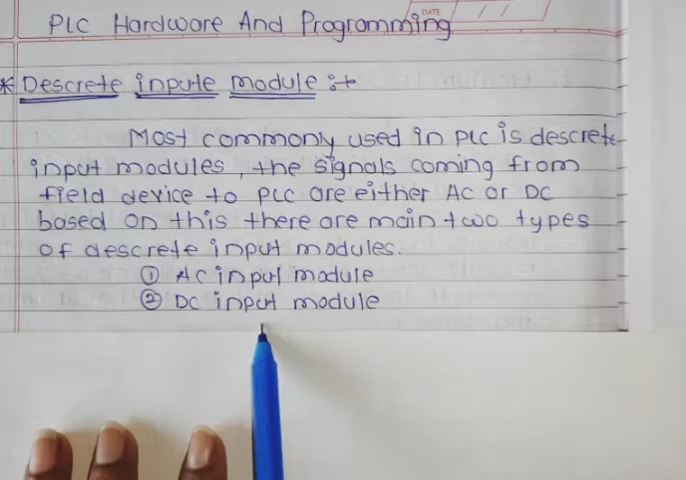 DATE / /
PLC Hardware And Programming
* Descrete inpute module :+
Most commonly used in PLC is descrete
input modules, the signals coming from
field device to PLC are either AC or DC
based on this there are main two types
of descrete input modules.
① AC input module
② DC input module